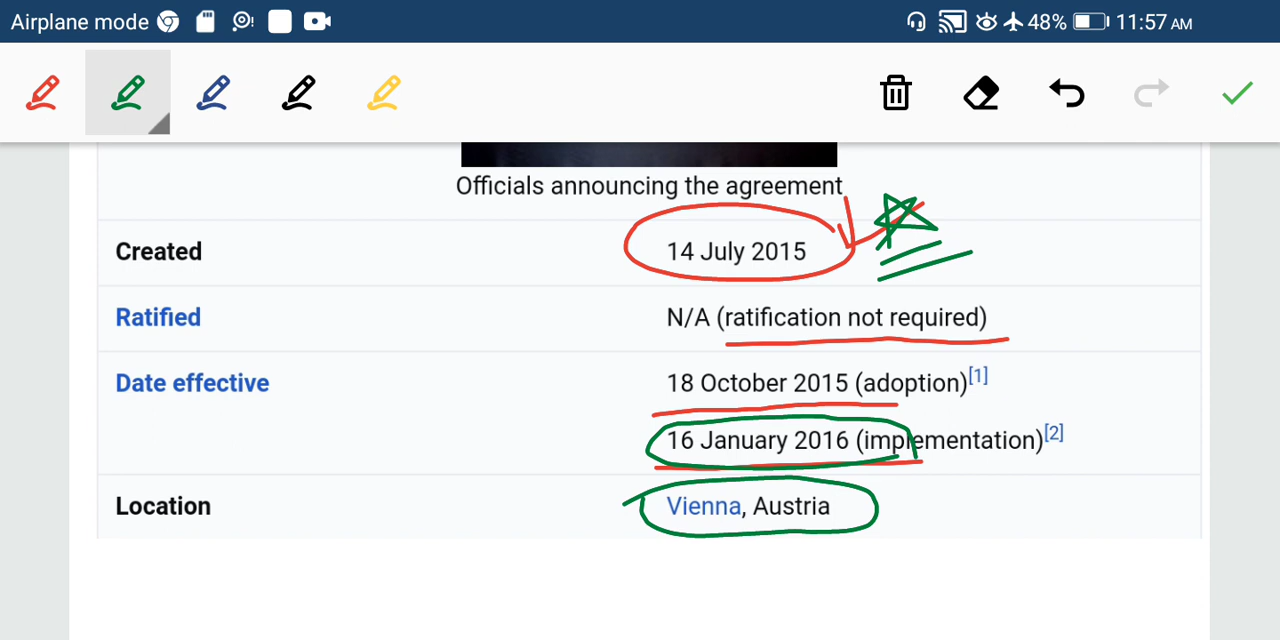 Airplane mode 48% 11:57 AM
Officials announcing the agreement
Created 14 July 2015
Ratified N/A (ratification not required)
Date effective 18 October 2015 (adoption)[1]
16 January 2016 (implementation)[2]
Location Vienna, Austria